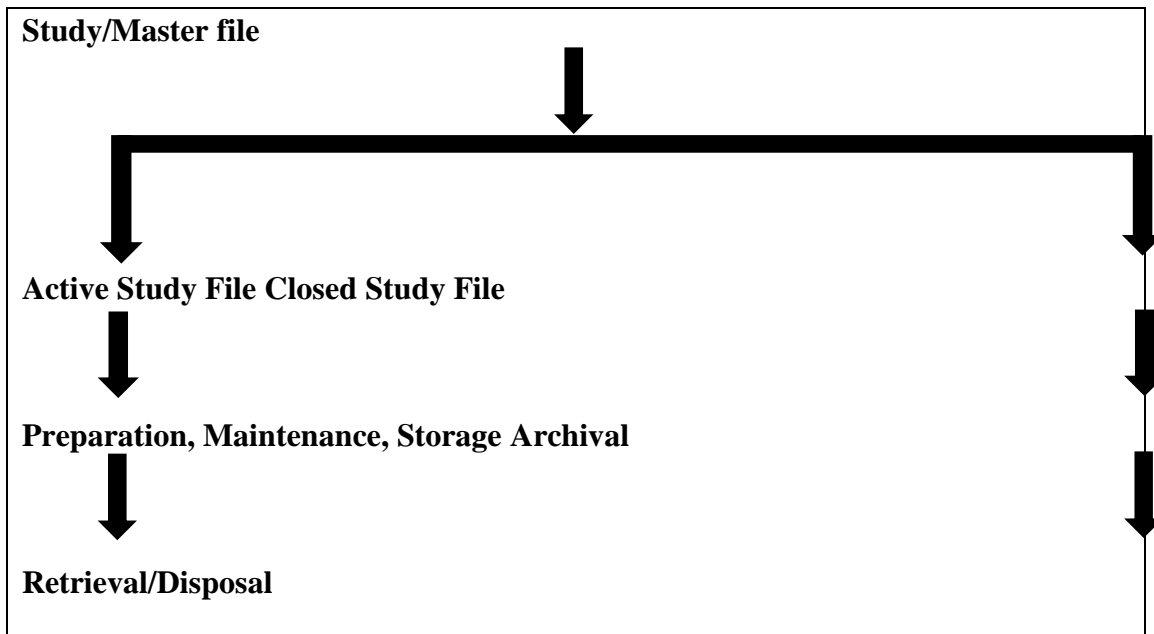 Study/Master file
Active Study File Closed Study File
Preparation, Maintenance, Storage Archival
Retrieval/Disposal